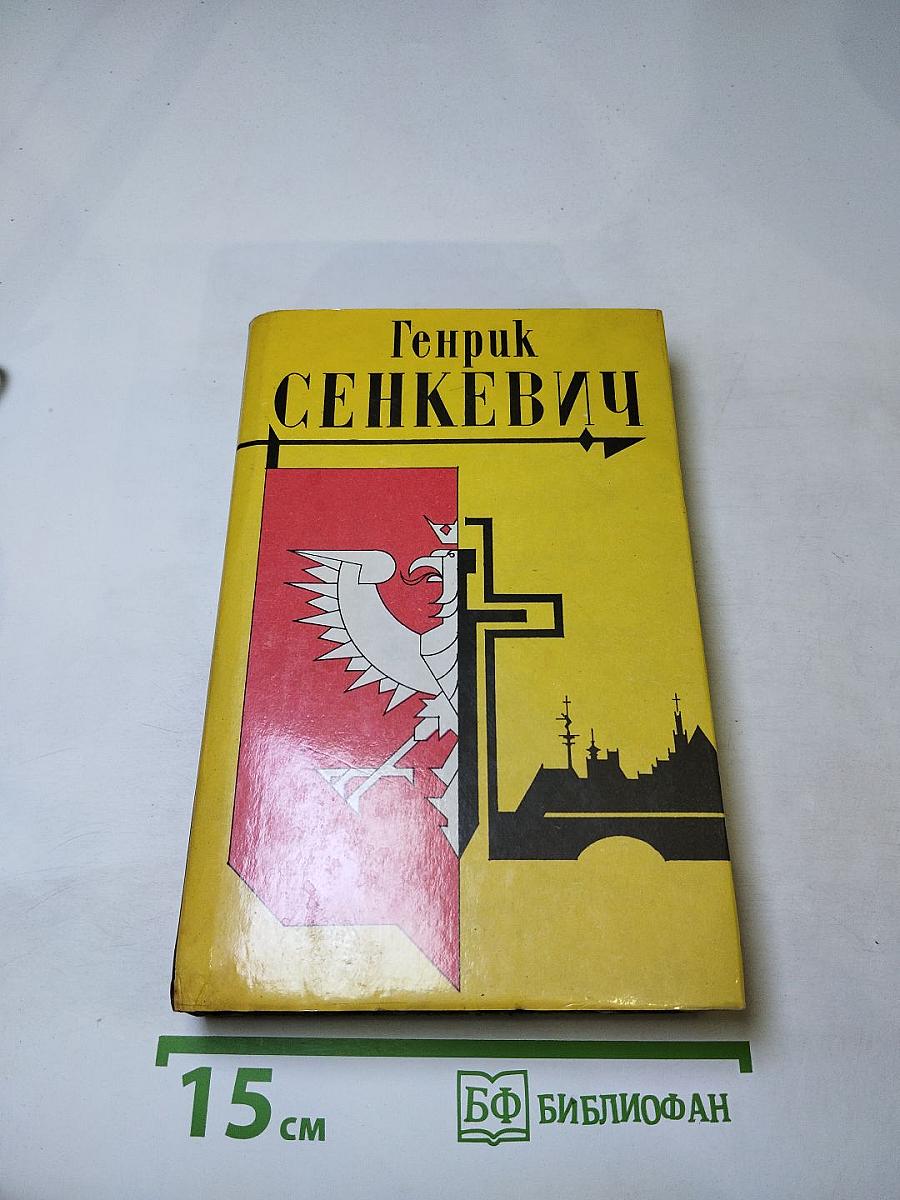 Генрик
СЕНКЕВИЧ
15 см
БФ БИБЛИОФАН